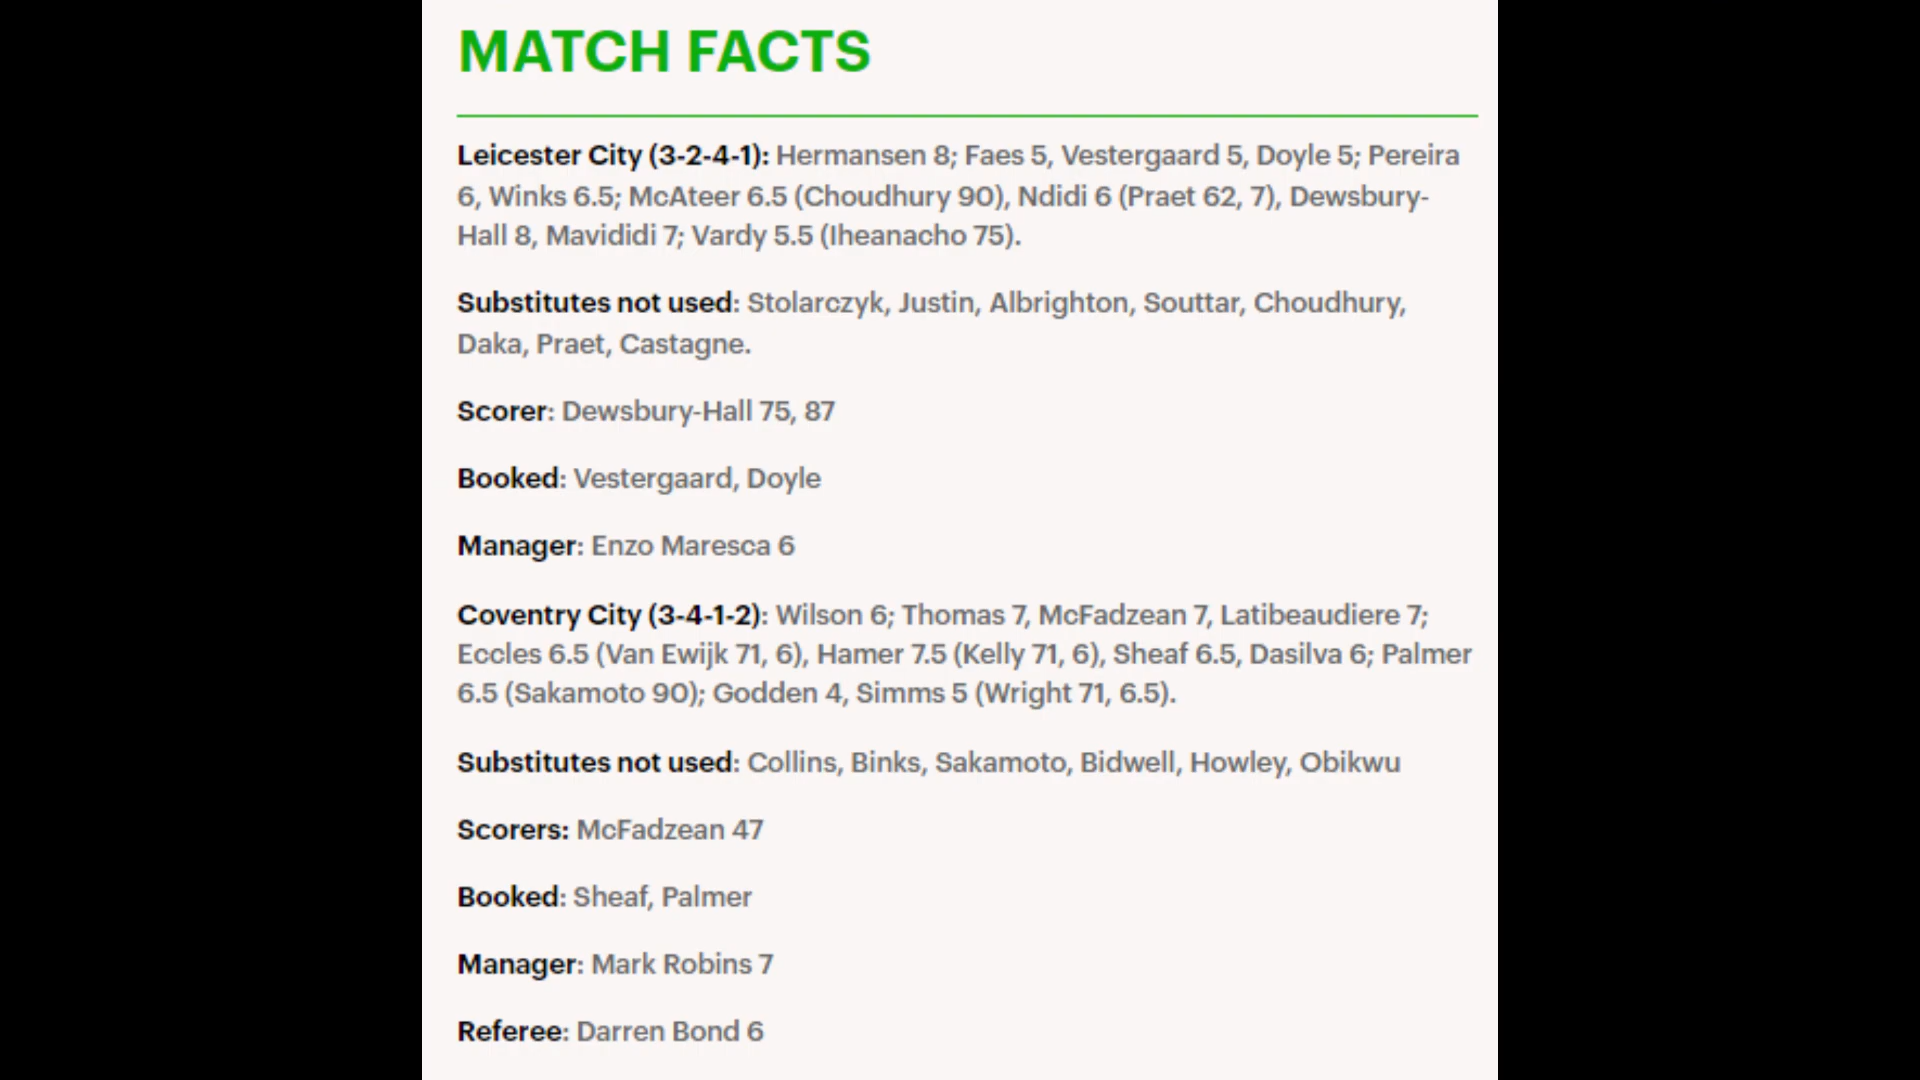 MATCH FACTS
Leicester City (3-2-4-1): Hermansen 8; Faes 5, Vestergaard 5, Doyle 5; Pereira
6, Winks 6.5; McAteer 6.5 (Choudhury 90), Ndidi 6 (Praet 62, 7), Dewsbury-
Hall 8, Mavididi 7; Vardy 5.5 (Iheanacho 75).
Substitutes not used: Stolarczyk, Justin, Albrighton, Souttar, Choudhury,
Daka, Praet, Castagne.
Scorer: Dewsbury-Hall 75, 87
Booked: Vestergaard, Doyle
Manager: Enzo Maresca 6
Coventry City (3-4-1-2): Wilson 6; Thomas 7, McFadzean 7, Latibeaudiere 7;
Eccles 6.5 (Van Ewijk 71, 6), Hamer 7.5 (Kelly 71, 6), Sheaf 6.5, Dasilva 6; Palmer
6.5 (Sakamoto 90); Godden 4, Simms 5 (Wright 71, 6.5).
Substitutes not used: Collins, Binks, Sakamoto, Bidwell, Howley, Obikwu
Scorers: McFadzean 47
Booked: Sheaf, Palmer
Manager: Mark Robins 7
Referee: Darren Bond 6